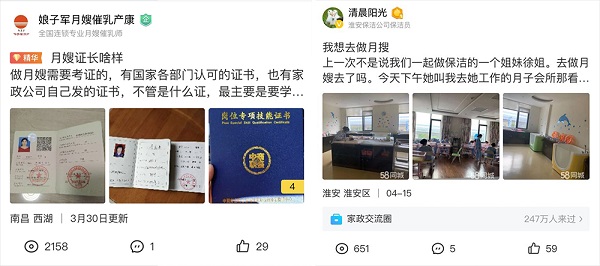 娘子军月嫂催乳产康
全国连锁专业月嫂催乳师
精华 月嫂证长啥样
做月嫂需要考证的，有国家各部门认可的证书，也有家
政公司自己发的证书，不管是什么证，最主要是要学...
岗位专项技能证书
4
南昌 西湖 | 3月30日更新
2158
1
29
清晨阳光
淮安保洁公司保洁员
我想去做月搜
上一次不是说我们一起做保洁的一个姐妹徐姐。去做月
嫂去了吗。今天下午她叫我去她工作的月子会所那看...
58同城
58同城
58同城
淮安 淮安区 | 04-15
家政交流圈
247万人来过 >
651
5
59